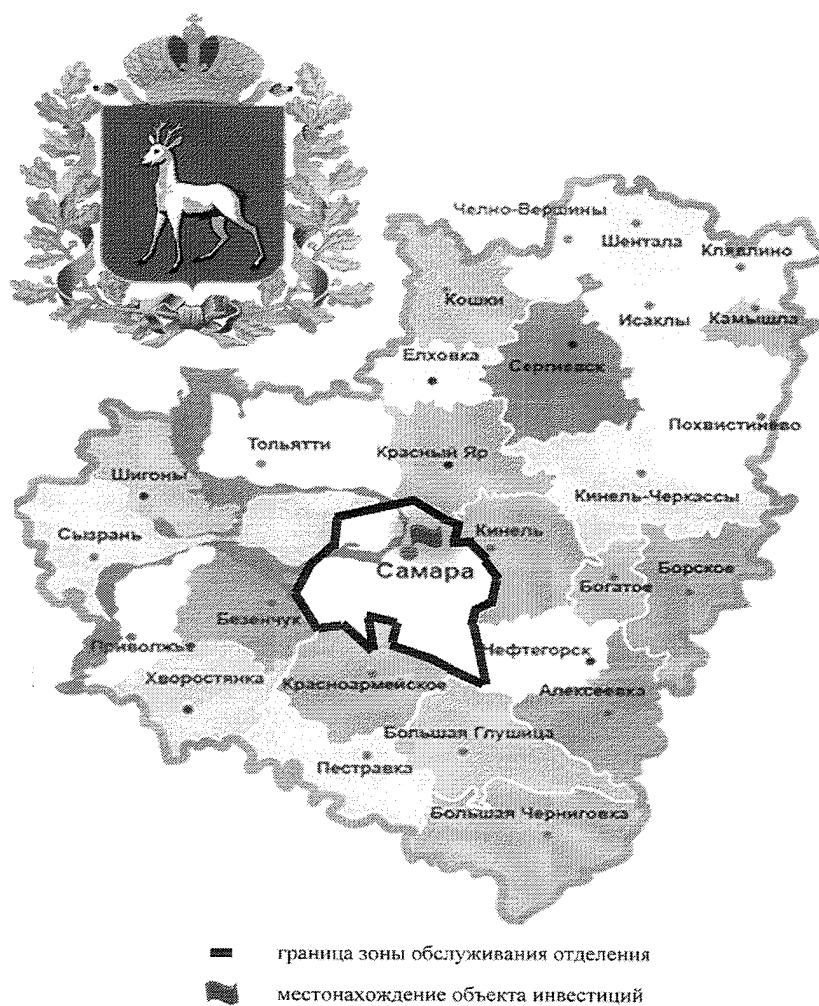 Челно-Вершины
Шентала
Клявлино
Кошки
Исаклы
Камышла
Елховка
Сергиевск
Похвистнево
Тольятти
Красный Яр
Шигоны
Кинель-Черкассы
Сызрань
Кинель
Самара
Богатое
Борское
Безенчук
Приволжье
Нефтегорск
Хворостянка
Красноармейское
Алексеевка
Большая Глушица
Пестравка
Большая Черниговка
граница зоны обслуживания отделения
местонахождение объекта инвестиций